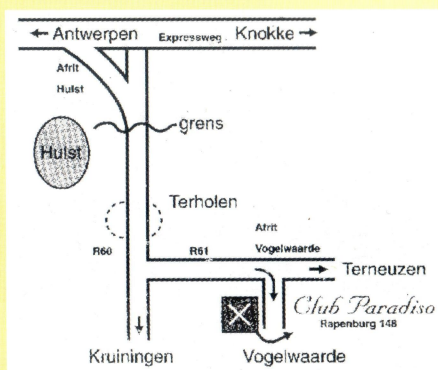 ← Antwerpen Expressweg Knokke →
Afrit
Hulst
grens
Hulst
Terholen
Afrit
R60 R61 Vogelwaarde
Terneuzen
Club Paradiso
Rapenburg 148
Kruiningen Vogelwaarde